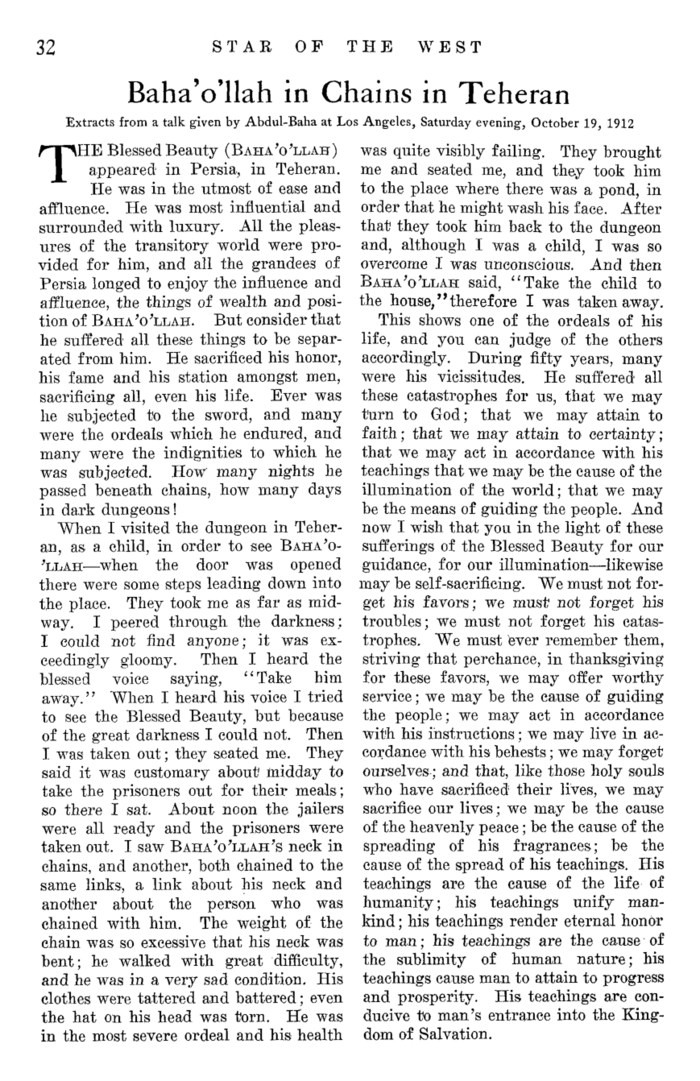 32
STAR OF THE WEST
Baha'o'llah in Chains in Teheran
Extracts from a talk given by Abdul-Baha at Los Angeles, Saturday evening, October 19, 1912
THE Blessed Beauty (BAHA'O'LLAH)
appeared in Persia, in Teheran.
He was in the utmost of ease and
affluence. He was most influential and
surrounded with luxury. All the pleas-
ures of the transitory world were pro-
vided for him, and all the grandees of
Persia longed to enjoy the influence and
affluence, the things of wealth and posi-
tion of BAHA'O'LLAH. But consider that
he suffered all these things to be separ-
ated from him. He sacrificed his honor,
his fame and his station amongst men,
sacrificing all, even his life. Ever was
he subjected to the sword, and many
were the ordeals which he endured, and
many were the indignities to which he
was subjected. How many nights he
passed beneath chains, how many days
in dark dungeons!
When I visited the dungeon in Teher-
an, as a child, in order to see BAHA'O-
'LLAH—when the door was opened
there were some steps leading down into
the place. They took me as far as mid-
way. I peered through the darkness;
I could not find anyone; it was ex-
ceedingly gloomy. Then I heard the
blessed voice saying, "Take him
away." When I heard his voice I tried
to see the Blessed Beauty, but because
of the great darkness I could not. Then
I was taken out; they seated me. They
said it was customary about midday to
take the prisoners out for their meals;
so there I sat. About noon the jailers
were all ready and the prisoners were
taken out. I saw BAHA'O'LLAH's neck in
chains, and another, both chained to the
same links, a link about his neck and
another about the person who was
chained with him. The weight of the
chain was so excessive that his neck was
bent; he walked with great difficulty,
and he was in a very sad condition. His
clothes were tattered and battered; even
the hat on his head was torn. He was
in the most severe ordeal and his health
was quite visibly failing. They brought
me and seated me, and they took him
to the place where there was a pond, in
order that he might wash his face. After
that they took him back to the dungeon
and, although I was a child, I was so
overcome I was unconscious. And then
BAHA'O'LLAH said, "Take the child to
the house," therefore I was taken away.
This shows one of the ordeals of his
life, and you can judge of the others
accordingly. During fifty years, many
were his vicissitudes. He suffered all
these catastrophes for us, that we may
turn to God; that we may attain to
faith; that we may attain to certainty;
that we may act in accordance with his
teachings that we may be the cause of the
illumination of the world; that we may
be the means of guiding the people. And
now I wish that you in the light of these
sufferings of the Blessed Beauty for our
guidance, for our illumination—likewise
may be self-sacrificing. We must not for-
get his favors; we must not forget his
troubles; we must not forget his catas-
trophes. We must ever remember them,
striving that perchance, in thanksgiving
for these favors, we may offer worthy
service; we may be the cause of guiding
the people; we may act in accordance
with his instructions; we may live in ac-
cordance with his behests; we may forget
ourselves; and that, like those holy souls
who have sacrificed their lives, we may
sacrifice our lives; we may be the cause
of the heavenly peace; be the cause of the
spreading of his fragrances; be the
cause of the spread of his teachings. His
teachings are the cause of the life of
humanity; his teachings unify man-
kind; his teachings render eternal honor
to man; his teachings are the cause of
the sublimity of human nature; his
teachings cause man to attain to progress
and prosperity. His teachings are con-
ducive to man's entrance into the King-
dom of Salvation.